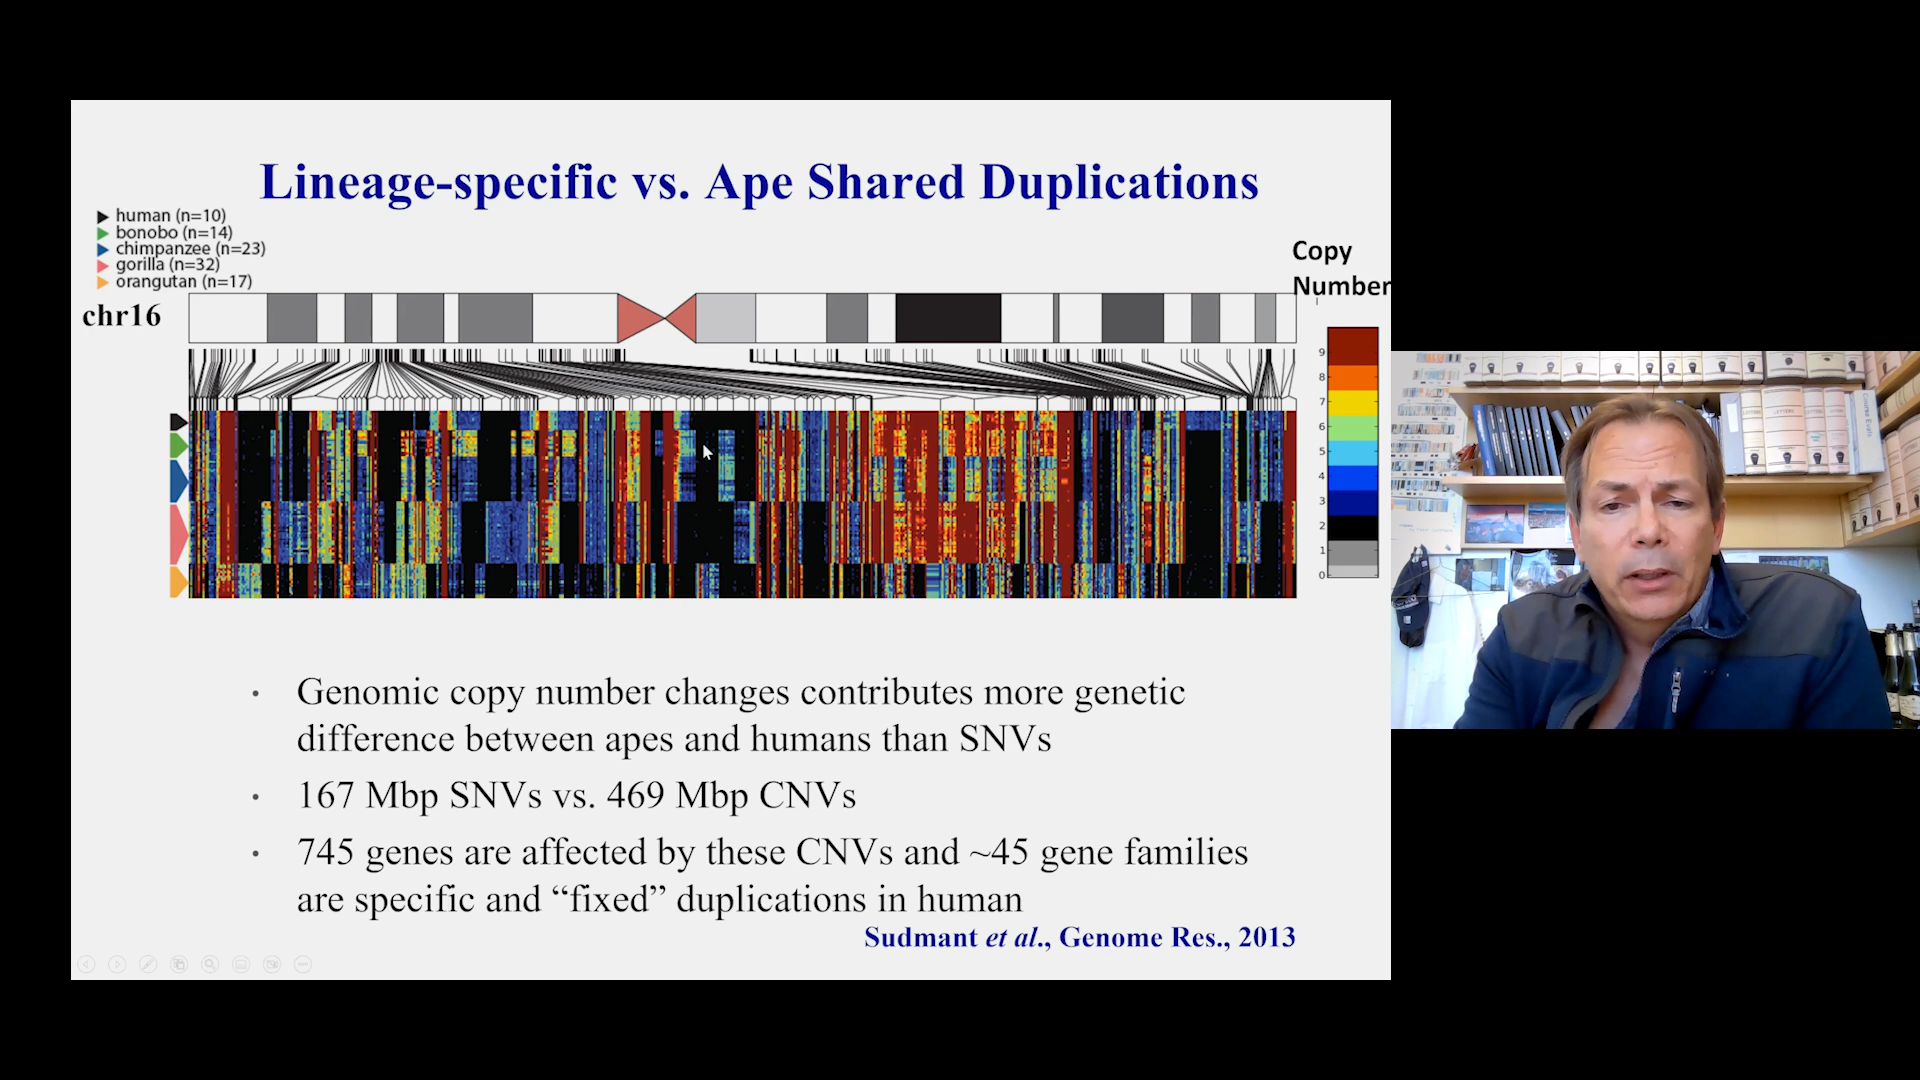 Lineage-specific vs. Ape Shared Duplications
human (n=10)
bonobo (n=14)
chimpanzee (n=23)
gorilla (n=32)
orangutan (n=17)
Copy
Number
chr16
9
8
7
6
5
4
3
2
1
0
• Genomic copy number changes contributes more genetic
difference between apes and humans than SNVs
• 167 Mbp SNVs vs. 469 Mbp CNVs
• 745 genes are affected by these CNVs and ~45 gene families
are specific and “fixed” duplications in human
Sudmant et al., Genome Res., 2013